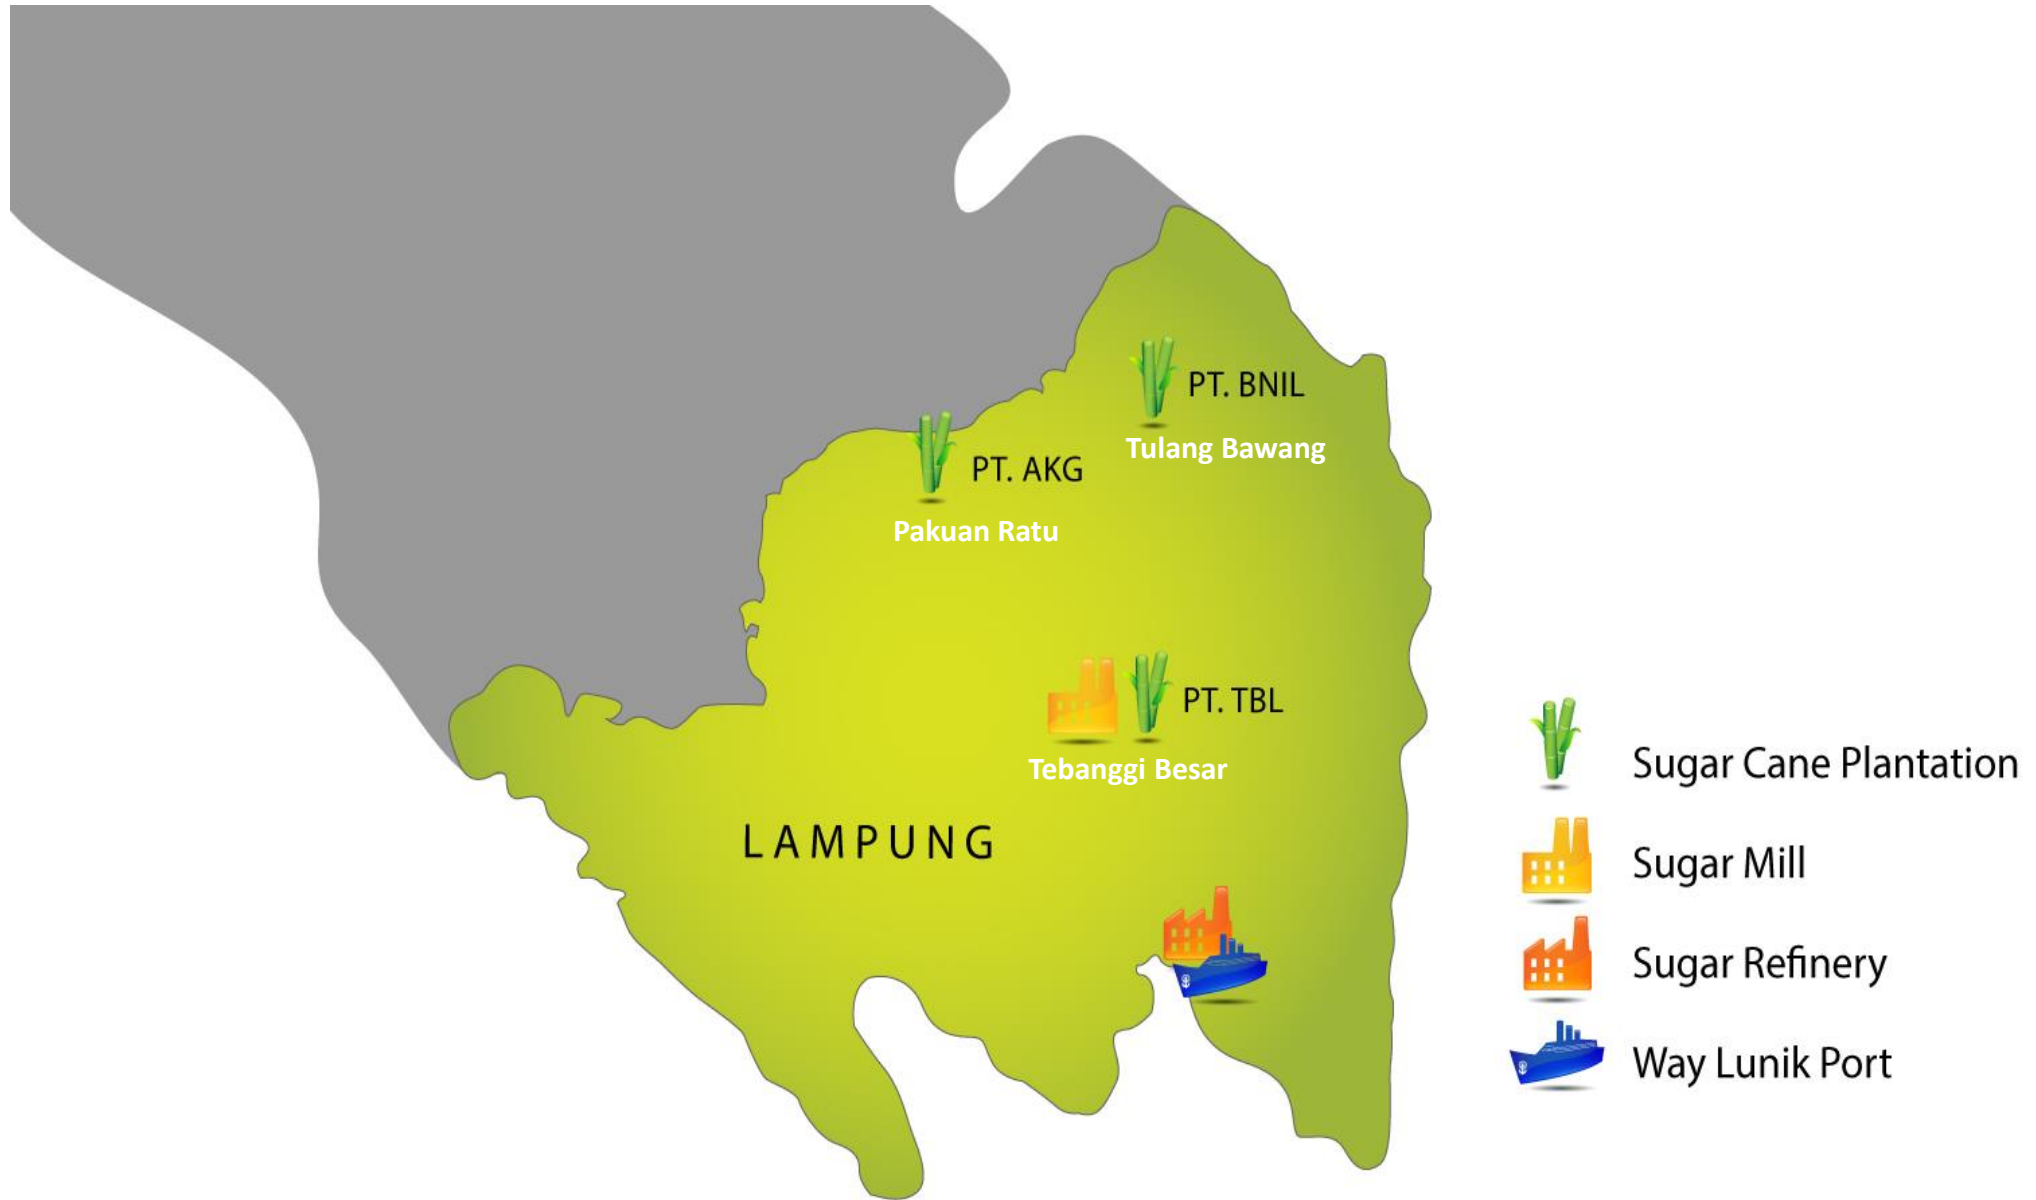 PT. BNIL
Tulang Bawang
PT. AKG
Pakuan Ratu
PT. TBL
Tebanggi Besar
LAMPUNG
Sugar Cane Plantation
Sugar Mill
Sugar Refinery
Way Lunik Port